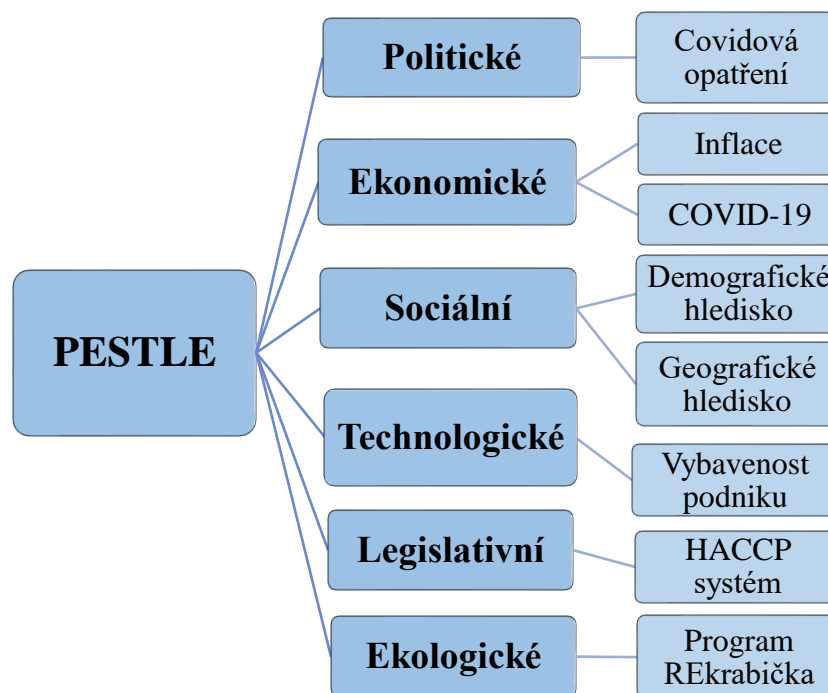 PESTLE
Politické
Covidová
opatření
Ekonomické
Inflace
COVID-19
Sociální
Demografické
hledisko
Geografické
hledisko
Technologické
Vybavenost
podniku
Legislativní
HACCP
systém
Ekologické
Program
REkrabička